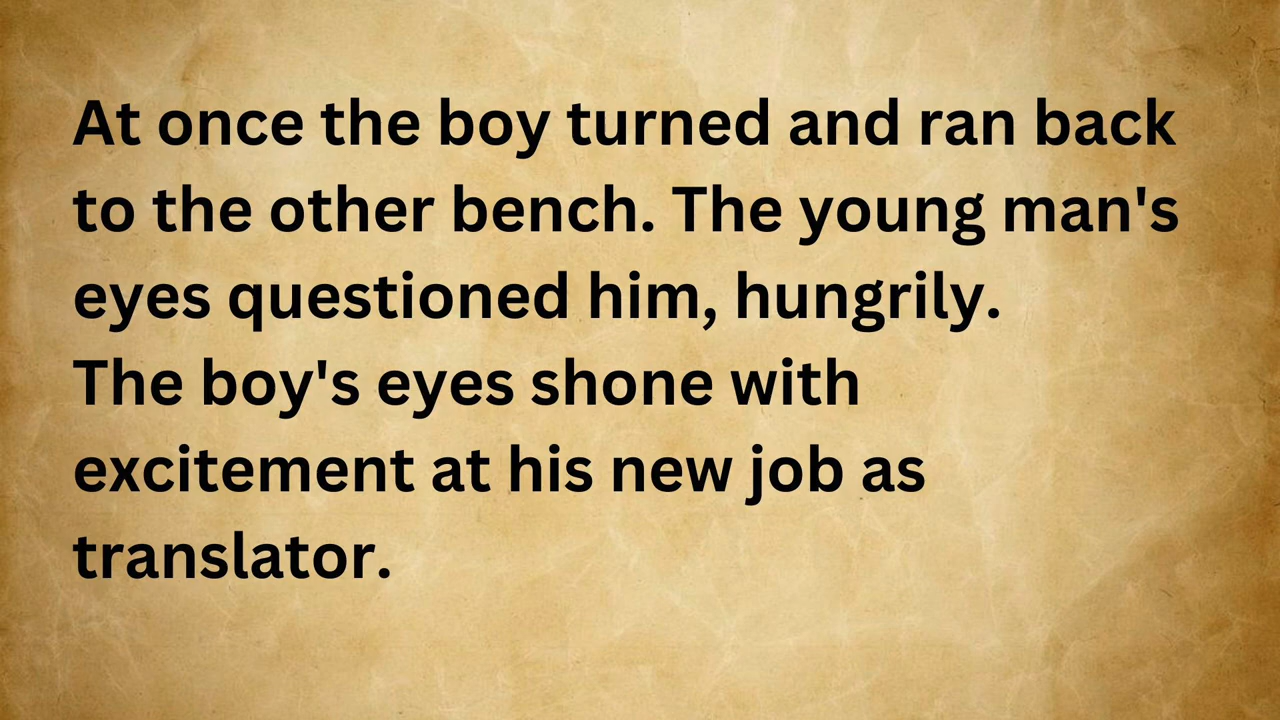 At once the boy turned and ran back
to the other bench. The young man's
eyes questioned him, hungrily.
The boy's eyes shone with
excitement at his new job as
translator.